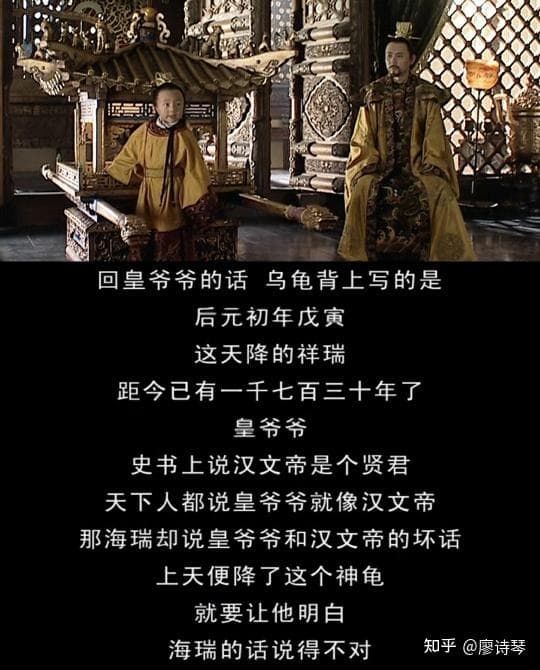 回皇爷爷的话 乌龟背上写的是
后元初年戊寅
这天降的祥瑞
距今已有一千七百三十年了
皇爷爷
史书上说汉文帝是个贤君
天下人都说皇爷爷就像汉文帝
那海瑞却说皇爷爷和汉文帝的坏话
上天便降了这个神龟
就要让他明白
海瑞的话说得不对
知乎 @廖诗琴